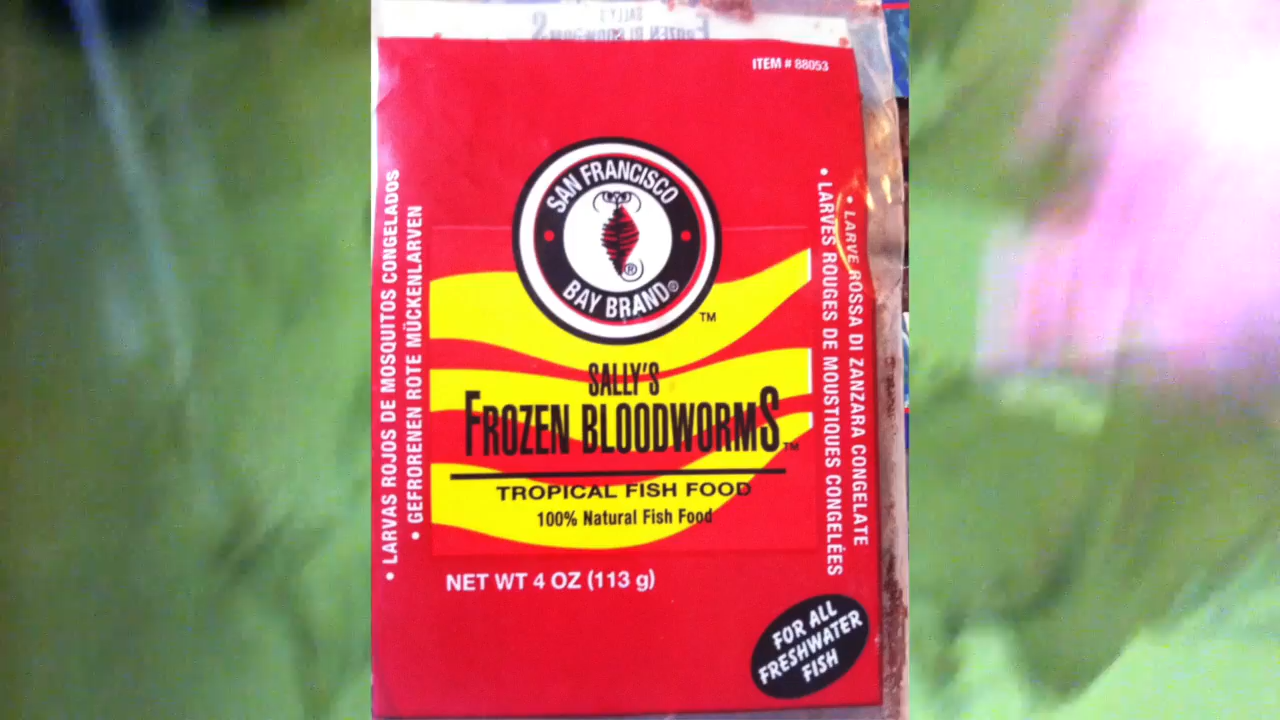 ITEM # 88053
SAN FRANCISCO
BAY BRAND®
TM
SALLY'S
FROZEN BLOODWORMS™
TROPICAL FISH FOOD
100% Natural Fish Food
NET WT 4 OZ (113 g)
FOR ALL
FRESHWATER
FISH
• LARVAS ROJOS DE MOSQUITOS CONGELADOS
• GEFRORENEN ROTE MÜCKENLARVEN
• LARVE ROSSA DI ZANZARA CONGELATE
• LARVES ROUGES DE MOUSTIQUES CONGELÉES